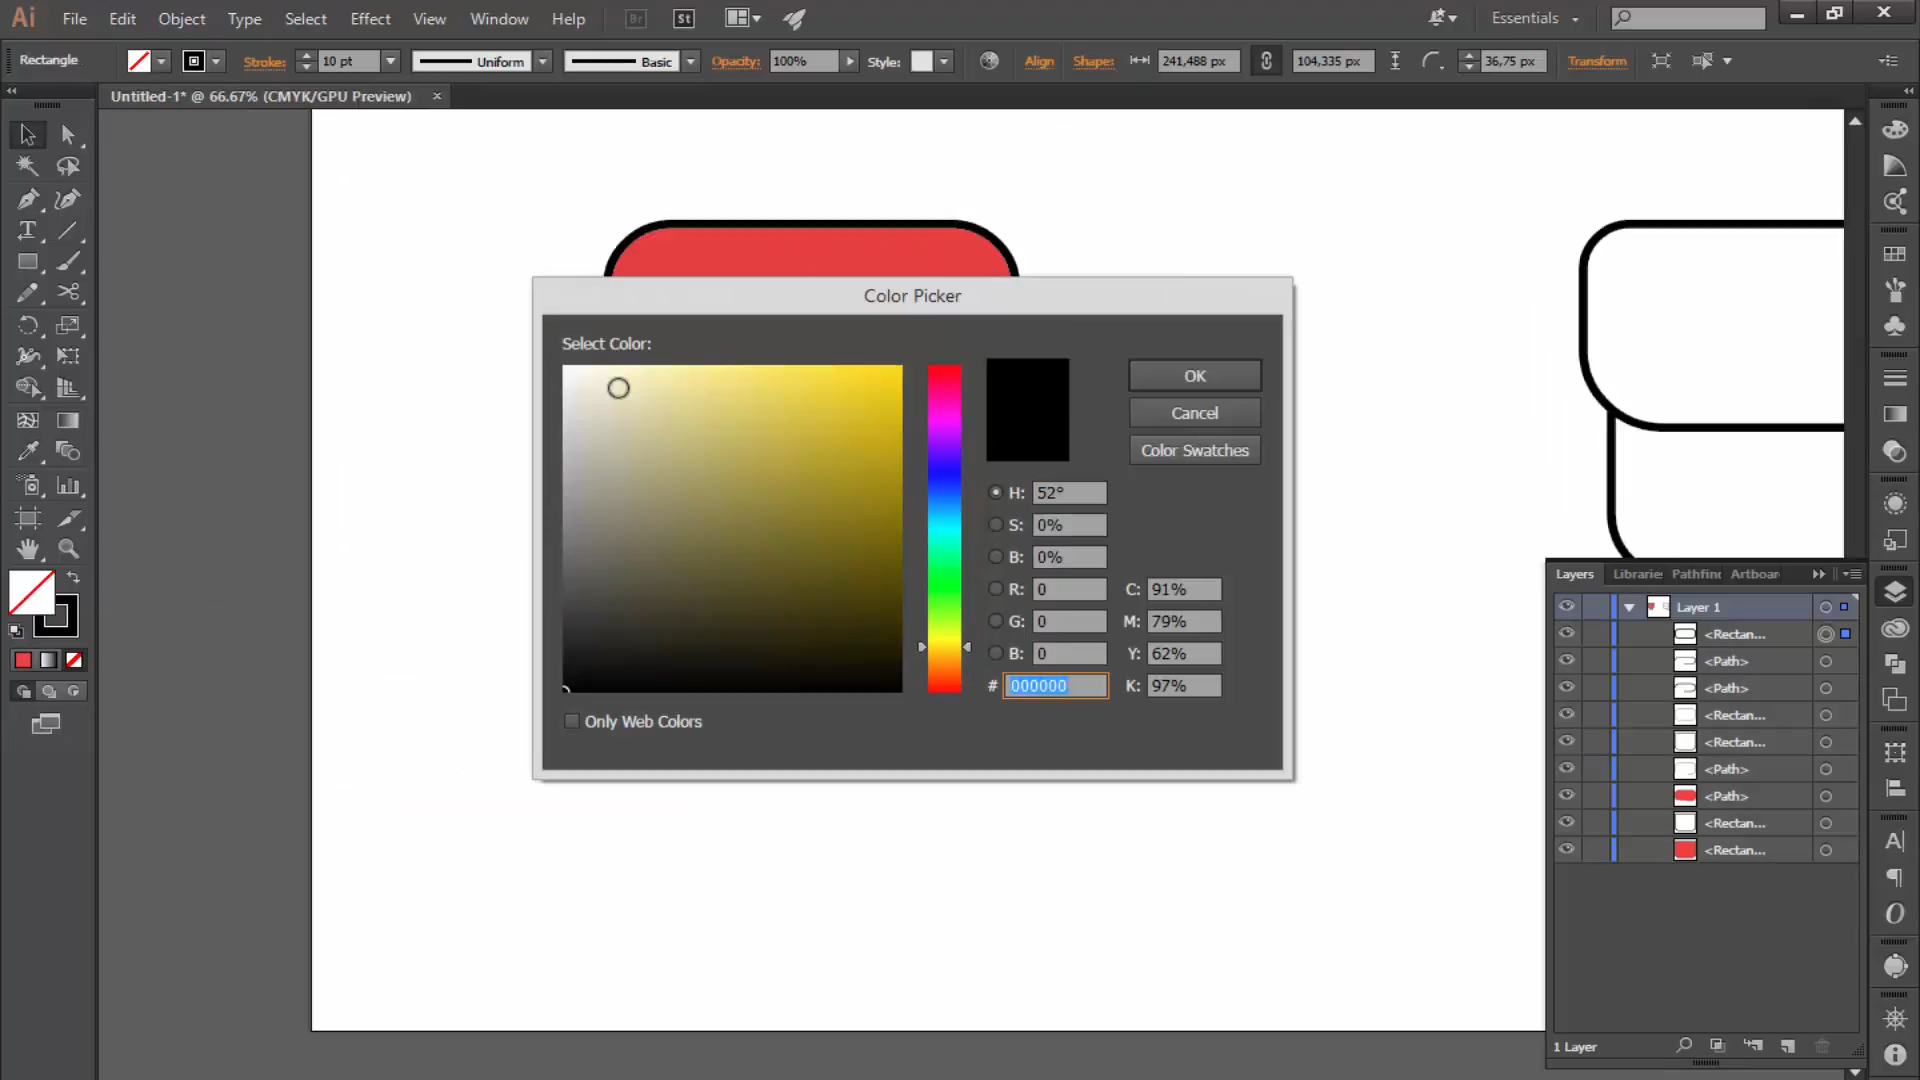 Ai File Edit Object Type Select Effect View Window Help Br St Essentials
Rectangle Stroke: 10 pt Uniform Basic Opacity: 100% Style: Align Shape: 241,488 px 104,335 px 36,75 px Transform
Untitled-1* @ 66.67% (CMYK/GPU Preview) ×
Color Picker
Select Color:
OK
Cancel
Color Swatches
H: 52°
S: 0%
B: 0%
R: 0 C: 91%
G: 0 M: 79%
B: 0 Y: 62%
# 000000 K: 97%
Only Web Colors
Layers Librarie Pathfinc Artboar
Layer 1
<Rectan...
<Path>
<Path>
<Rectan...
<Rectan...
<Path>
<Path>
<Rectan...
<Rectan...
1 Layer